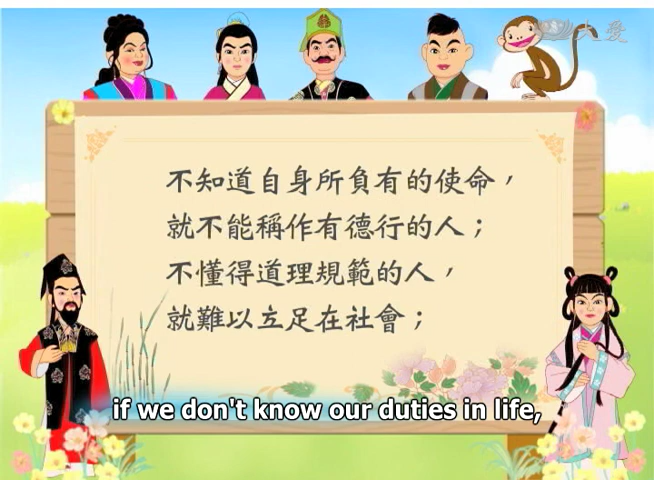 大愛
不知道自身所負有的使命，
就不能稱作有德行的人；
不懂得道理規範的人，
就難以立足在社會；
if we don't know our duties in life,